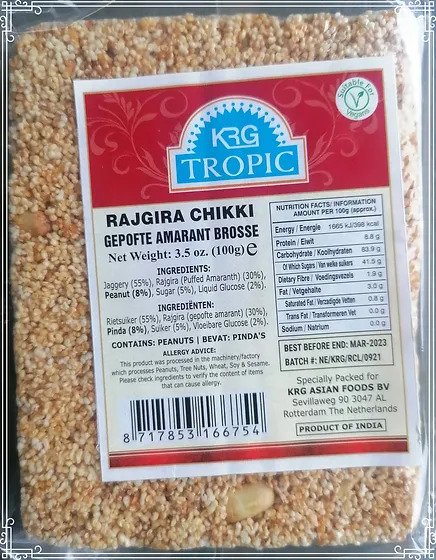 Suitable For
Vegans
KRG
TROPIC
RAJGIRA CHIKKI
GEPOFTE AMARANT BROSSE
Net Weight: 3.5 oz. (100g) e
INGREDIENTS:
Jaggery (55%), Rajgira (Puffed Amaranth) (30%),
Peanut (8%), Sugar (5%), Liquid Glucose (2%).
INGREDIËNTEN:
Rietsuiker (55%), Rajgira (gepofte amarant) (30%),
Pinda (8%), Suiker (5%), Vloeibare Glucose (2%).
CONTAINS: PEANUTS | BEVAT: PINDA'S
ALLERGY ADVICE:
This product was processed in the machinery/factory
which processes Peanuts, Tree Nuts, Wheat, Soy & Sesame.
Please check ingredients to verify the content of items
that can cause allergy.
8 717853 166754
NUTRITION FACTS/ INFORMATION
AMOUNT PER 100g (approx.)
Energy / Energie 1665 kJ/398 kcal
Protein / Eiwit 6.8 g
Carbohydrate / Koolhydraten 83.9 g
Of Which Sugars / Van welke suikers 41.5 g
Dietary Fibre / Voedingsvezel 1.9 g
Fat / Vetgehalte 3.0 g
Saturated Fat / Verzadigde Vetten 0.8 g
Trans Fat / Transformeren Vet 0.0 g
Sodium / Natrium 0.0 g
BEST BEFORE END: MAR-2023
BATCH #: NE/KRG/RCL/0921
Specially Packed for
KRG ASIAN FOODS BV
Sevillaweg 90 3047 AL
Rotterdam The Netherlands
PRODUCT OF INDIA